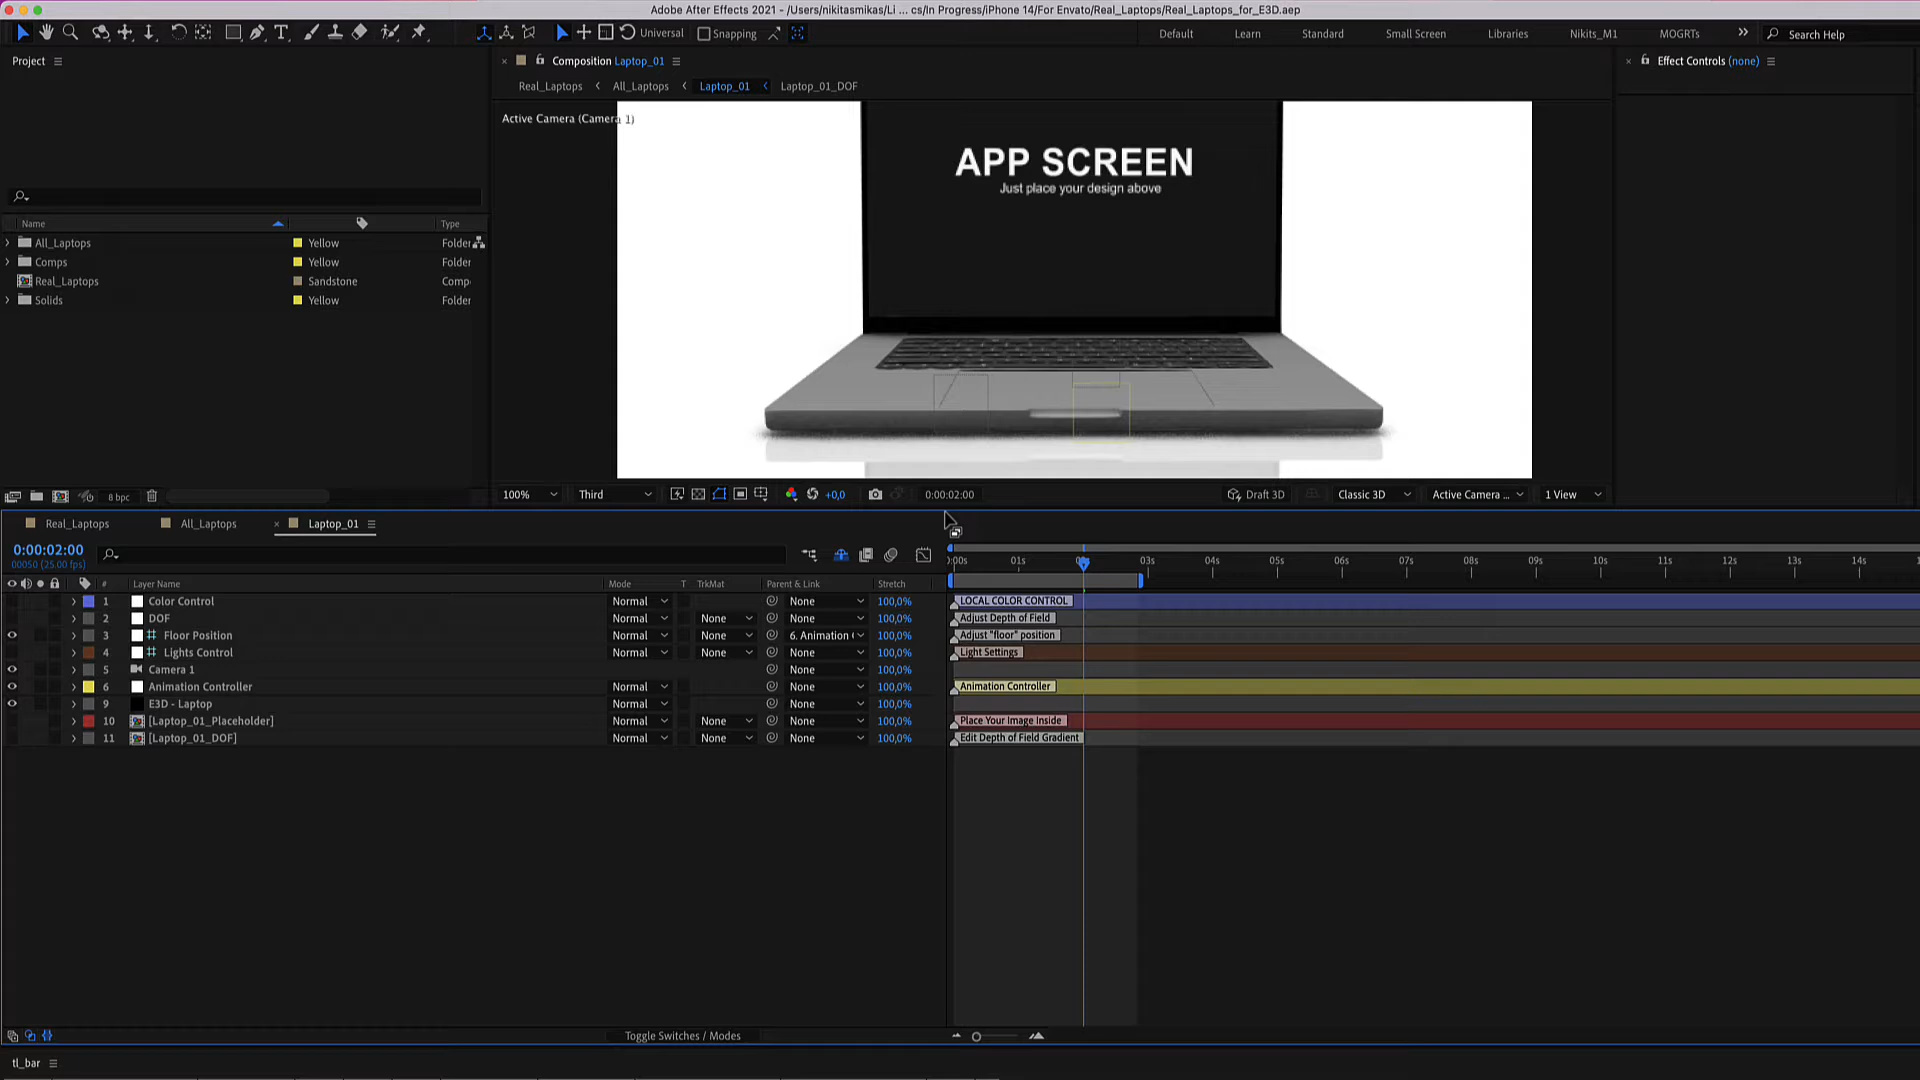 Adobe After Effects 2021 - /Users/nikitasmikas/Li ... cs/In Progress/iPhone 14/For Envato/Real_Laptops/Real_Laptops_for_E3D.aep
Universal Snapping Default Learn Standard Small Screen Libraries Nikits_M1 MOGRTs Search Help
Project
Composition Laptop_01
Effect Controls (none)
Real_Laptops All_Laptops Laptop_01 Laptop_01_DOF
Active Camera (Camera 1)
APP SCREEN
Just place your design above
Name Type
All_Laptops Yellow Folder
Comps Yellow Folder
Real_Laptops Sandstone Comp
Solids Yellow Folder
8 bpc
100% Third +0,0 0:00:02:00 Draft 3D Classic 3D Active Camera ... 1 View
Real_Laptops All_Laptops Laptop_01
0:00:02:00
00050 (25.00 fps)
:00s 01s 03s 04s 05s 06s 07s 08s 09s 10s 11s 12s 13s 14s
# Layer Name Mode T TrkMat Parent & Link Stretch
1 Color Control Normal None 100,0% LOCAL COLOR CONTROL
2 DOF Normal None None 100,0% Adjust Depth of Field
3 Floor Position Normal None 6. Animation 100,0% Adjust "floor" position
4 Lights Control Normal None None 100,0% Light Settings
5 Camera 1 None 100,0%
6 Animation Controller Normal None 100,0% Animation Controller
9 E3D - Laptop Normal None 100,0%
10 [Laptop_01_Placeholder] Normal None None 100,0% Place Your Image Inside
11 [Laptop_01_DOF] Normal None None 100,0% Edit Depth of Field Gradient
Toggle Switches / Modes
tl_bar